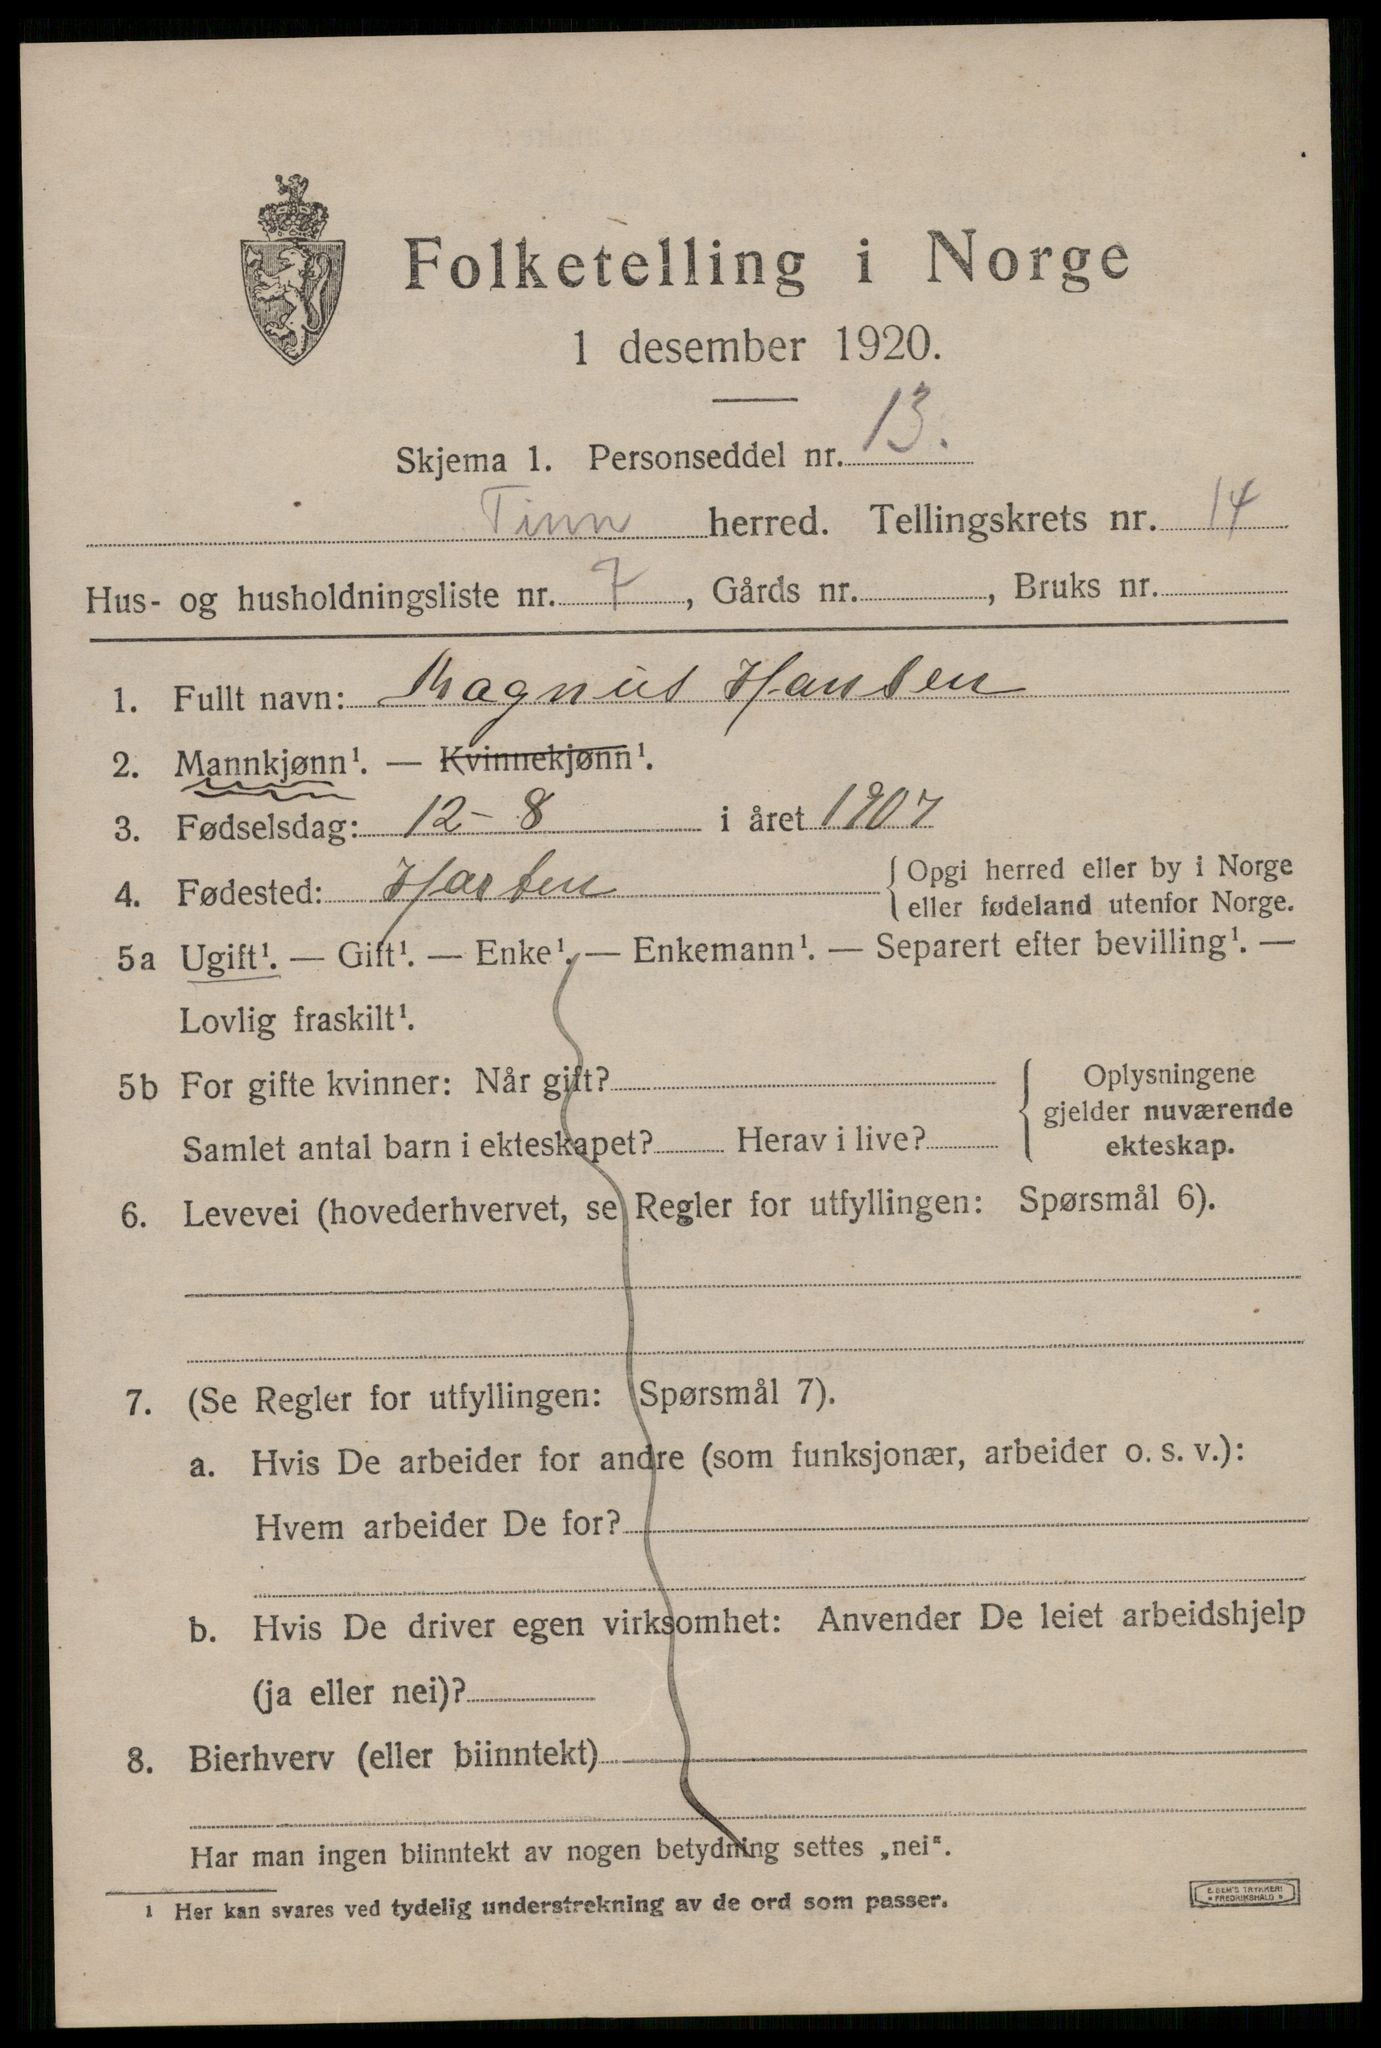 Folketelling i Norge
1 desember 1920.
Skjema 1. Personseddel nr. 13.
Tinn herred. Tellingskrets nr. 14
Hus- og husholdningsliste nr. 7, Gårds nr. , Bruks nr.
1. Fullt navn: Magnus Hansen
2. Mannkjønn¹. — Kvinnekjønn¹.
3. Fødselsdag: 12-8 i året 1907
4. Fødested: Horten { Opgi herred eller by i Norge
eller fødeland utenfor Norge.
5a Ugift¹. — Gift¹. — Enke¹. — Enkemann¹. — Separert efter bevilling¹. —
Lovlig fraskilt¹.
5b For gifte kvinner: Når gift? { Oplysningene
gjelder nuværende
Samlet antal barn i ekteskapet? Herav i live? ekteskap.
6. Levevei (hovederhvervet, se Regler for utfyllingen: Spørsmål 6).
7. (Se Regler for utfyllingen: Spørsmål 7).
a. Hvis De arbeider for andre (som funksjonær, arbeider o. s. v.):
Hvem arbeider De for?
b. Hvis De driver egen virksomhet: Anvender De leiet arbeidshjelp
(ja eller nei)?
8. Bierhverv (eller biinntekt)
Har man ingen biinntekt av nogen betydning settes „nei".
1 Her kan svares ved tydelig understrekning av de ord som passer.
E. SEM'S TRYKKERI
FREDRIKSHALD